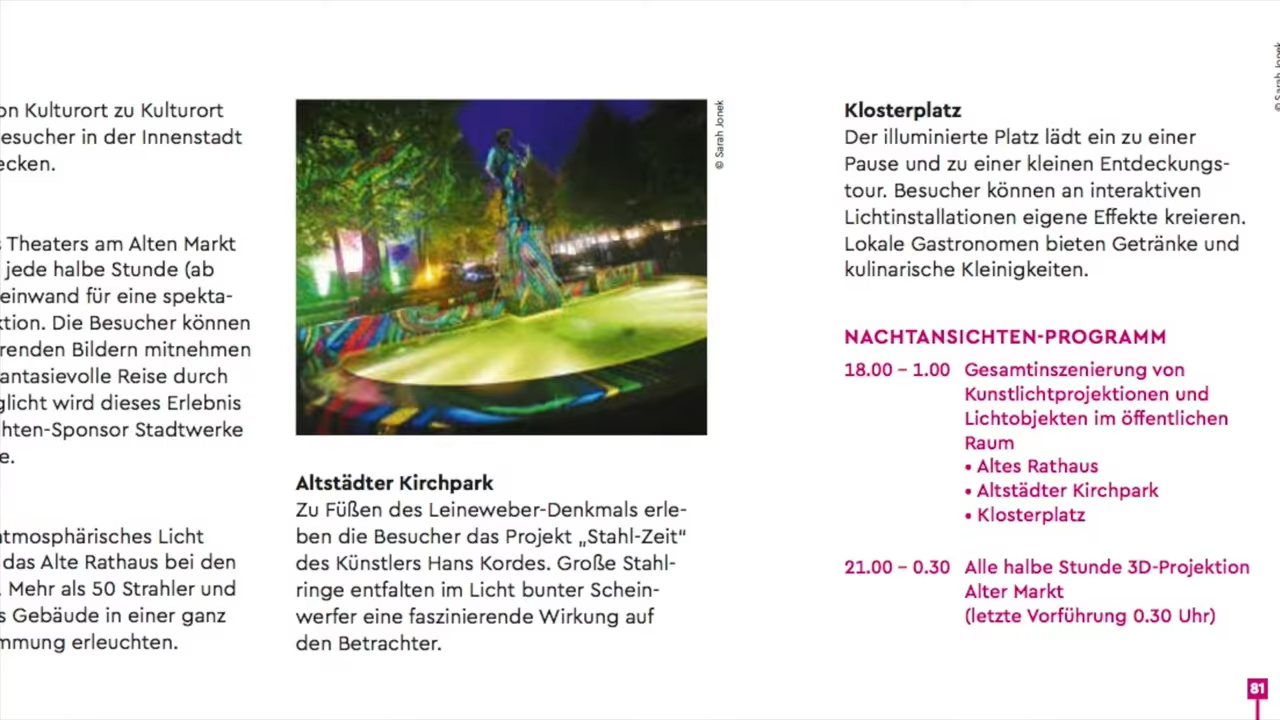 on Kulturort zu Kulturort
esucher in der Innenstadt
ecken.
s Theaters am Alten Markt
jede halbe Stunde (ab
einwand für eine spekta-
ktion. Die Besucher können
renden Bildern mitnehmen
antasievolle Reise durch
glicht wird dieses Erlebnis
hten-Sponsor Stadtwerke
e.
atmosphärisches Licht
das Alte Rathaus bei den
. Mehr als 50 Strahler und
s Gebäude in einer ganz
mmung erleuchten.
© Sarah Jonek
Altstädter Kirchpark
Zu Füßen des Leineweber-Denkmals erle-
ben die Besucher das Projekt „Stahl-Zeit“
des Künstlers Hans Kordes. Große Stahl-
ringe entfalten im Licht bunter Schein-
werfer eine faszinierende Wirkung auf
den Betrachter.
Klosterplatz
Der illuminierte Platz lädt ein zu einer
Pause und zu einer kleinen Entdeckungs-
tour. Besucher können an interaktiven
Lichtinstallationen eigene Effekte kreieren.
Lokale Gastronomen bieten Getränke und
kulinarische Kleinigkeiten.
NACHTANSICHTEN-PROGRAMM
18.00 – 1.00 Gesamtinszenierung von
Kunstlichtprojektionen und
Lichtobjekten im öffentlichen
Raum
• Altes Rathaus
• Altstädter Kirchpark
• Klosterplatz
21.00 – 0.30 Alle halbe Stunde 3D-Projektion
Alter Markt
(letzte Vorführung 0.30 Uhr)
© Sarah Jonek
81